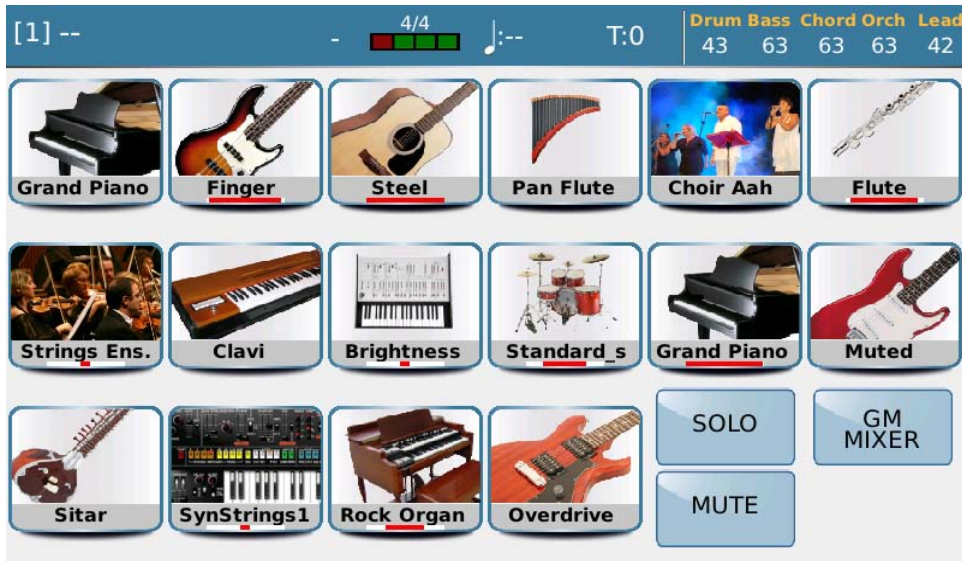 [1] --
-
4/4
:--
T:0
Drum Bass Chord Orch Lead
43 63 63 63 42
Grand Piano
Finger
Steel
Pan Flute
Choir Aah
Flute
Strings Ens.
Clavi
Brightness
Standard_s
Grand Piano
Muted
SOLO
GM
MIXER
Sitar
SynStrings1
Rock Organ
Overdrive
MUTE